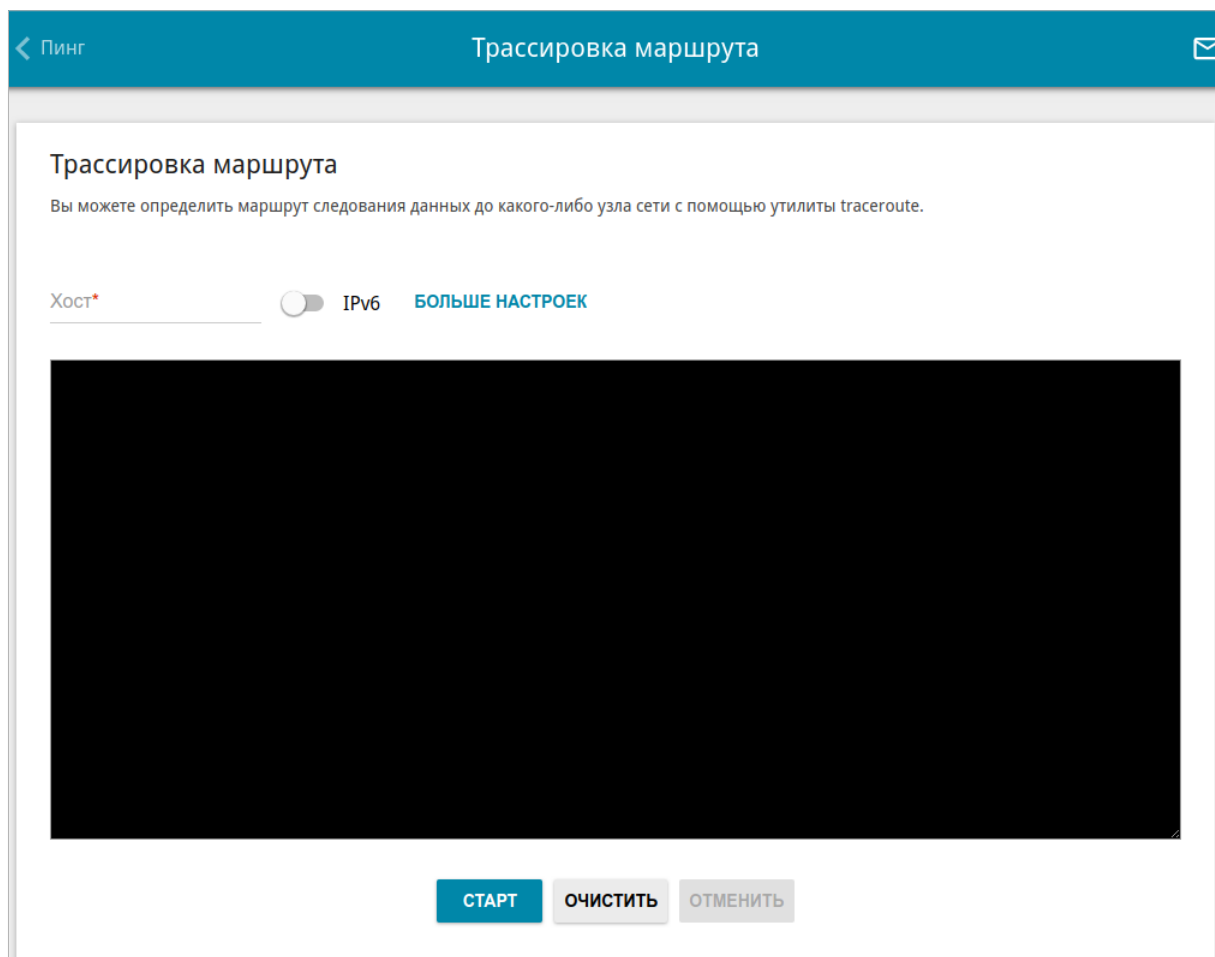 Пинг
Трассировка маршрута
Трассировка маршрута
Вы можете определить маршрут следования данных до какого-либо узла сети с помощью утилиты traceroute.
Хост* IPv6 БОЛЬШЕ НАСТРОЕК
СТАРТ ОЧИСТИТЬ ОТМЕНИТЬ